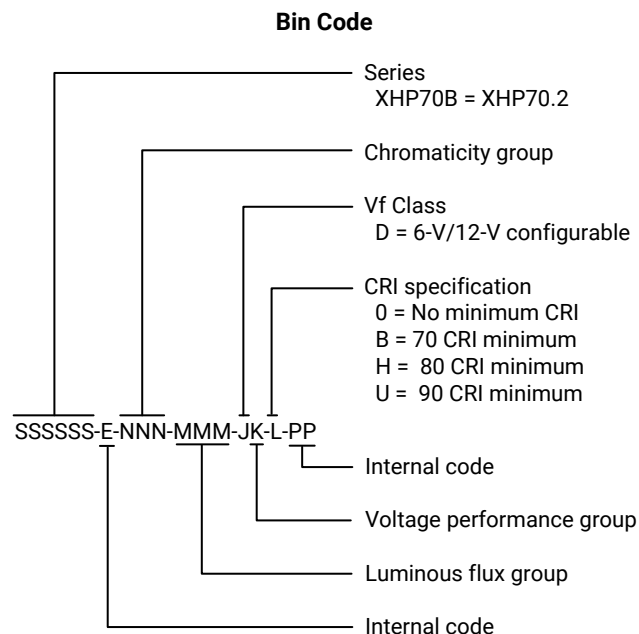 Bin Code
Series
XHP70B = XHP70.2
Chromaticity group
Vf Class
D = 6-V/12-V configurable
CRI specification
0 = No minimum CRI
B = 70 CRI minimum
H = 80 CRI minimum
U = 90 CRI minimum
SSSSSS-E-NNN-MMM-JK-L-PP
Internal code
Voltage performance group
Luminous flux group
Internal code